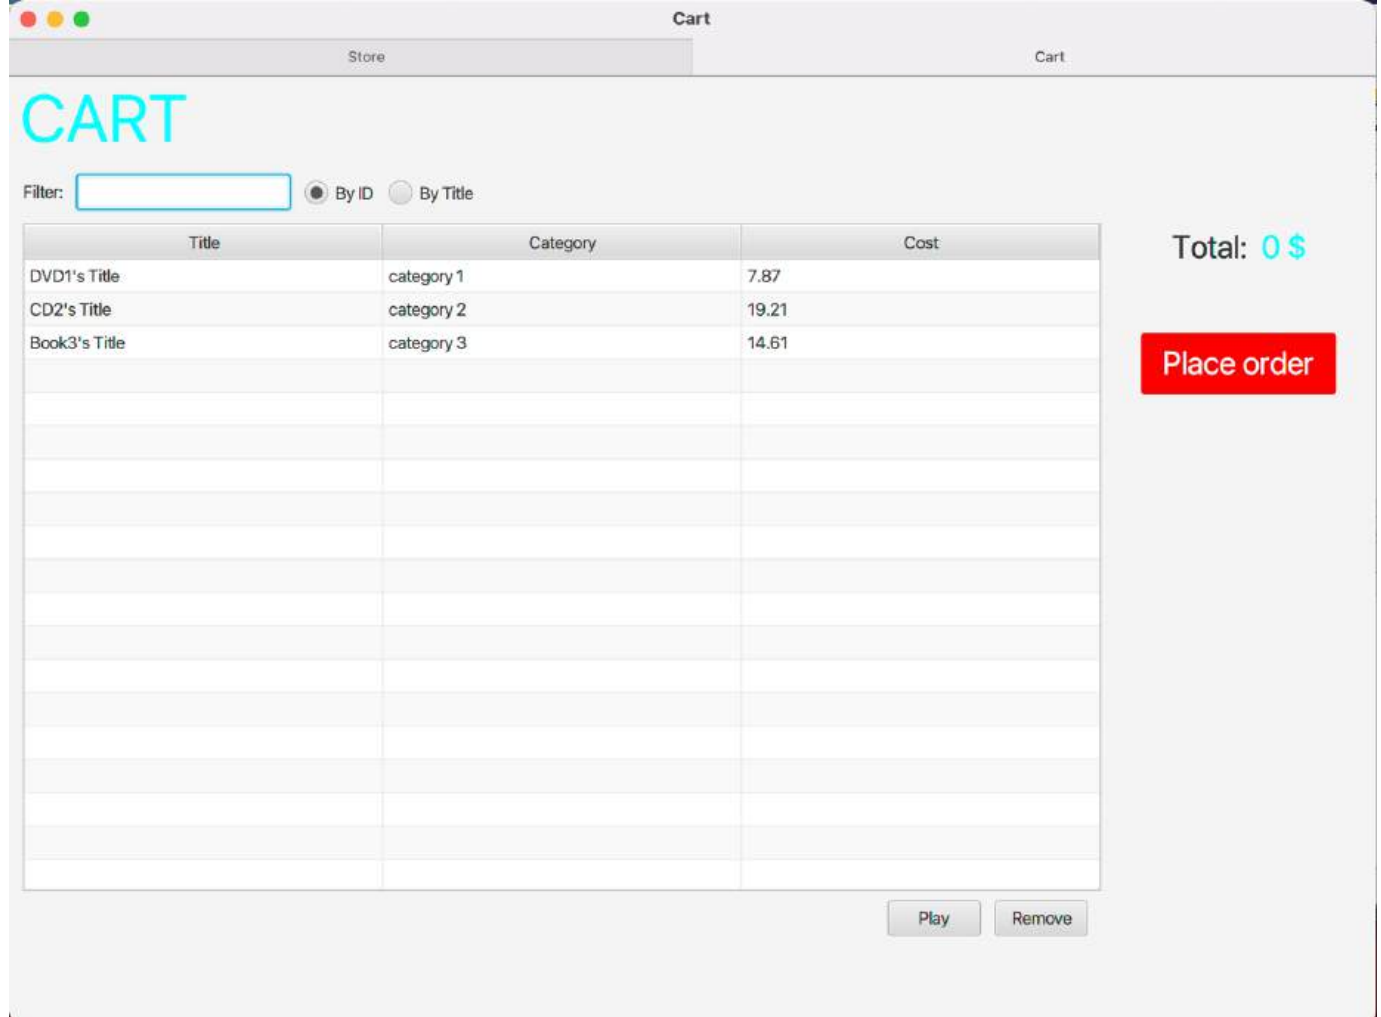 Cart
Store Cart
CART
Filter: By ID By Title
Title Category Cost
Total: 0 $
DVD1's Title category 1 7.87
CD2's Title category 2 19.21
Book3's Title category 3 14.61
Place order
Play Remove